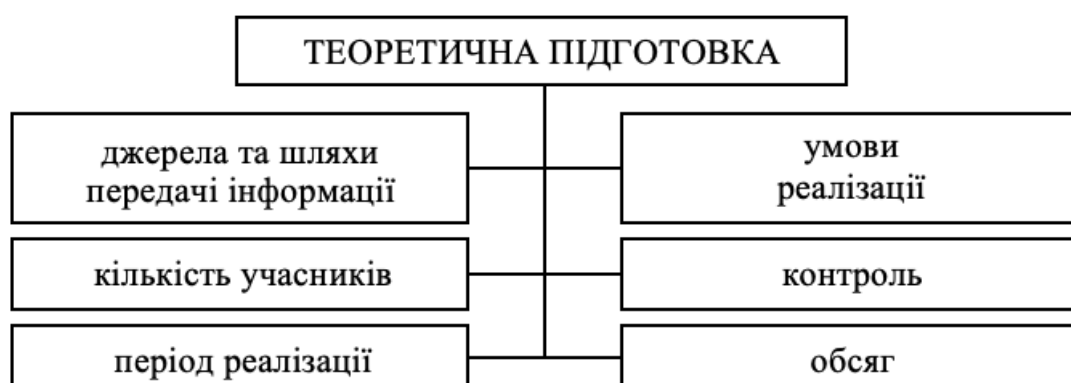 ТЕОРЕТИЧНА ПІДГОТОВКА
джерела та шляхи
передачі інформації
умови
реалізації
кількість учасників
контроль
період реалізації
обсяг